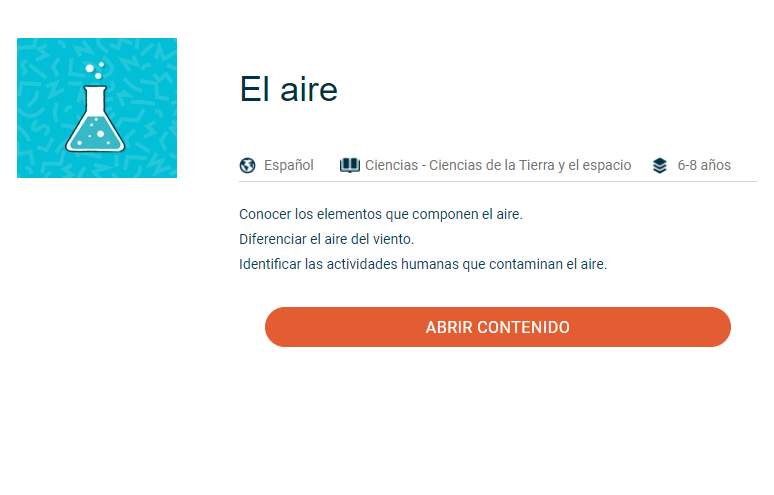 El aire
Español Ciencias - Ciencias de la Tierra y el espacio 6-8 años
Conocer los elementos que componen el aire.
Diferenciar el aire del viento.
Identificar las actividades humanas que contaminan el aire.
ABRIR CONTENIDO